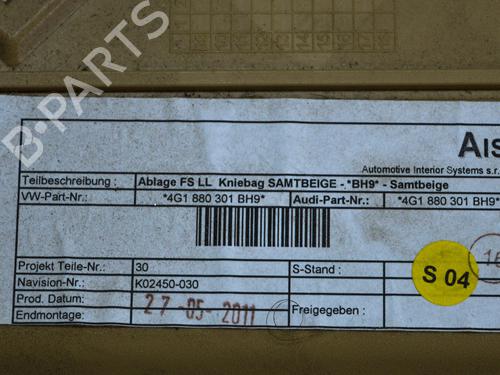 B-PARTS
AIS
Automotive Interior Systems s.r.
Teilbeschreibung : Ablage FS LL Kniebag SAMTBEIGE - *BH9* - Samtbeige
VW-Part-Nr.: *4G1 880 301 BH9* Audi-Part-Nr.: *4G1 880 301 BH9*
Projekt Teile-Nr.: 30 S-Stand :
Navision-Nr.: K02450-030
Prod. Datum: 27-05-2011 Freigegeben :
Endmontage:
S 04
16